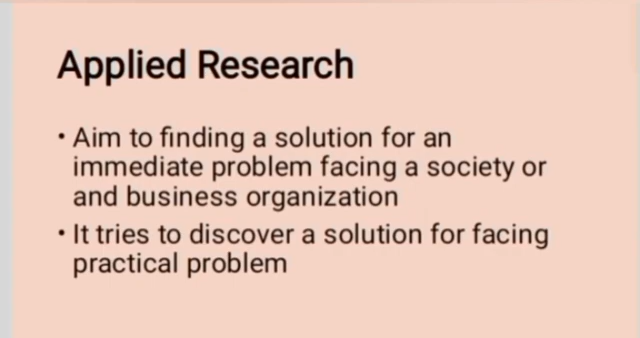 Applied Research
• Aim to finding a solution for an
immediate problem facing a society or
and business organization
• It tries to discover a solution for facing
practical problem